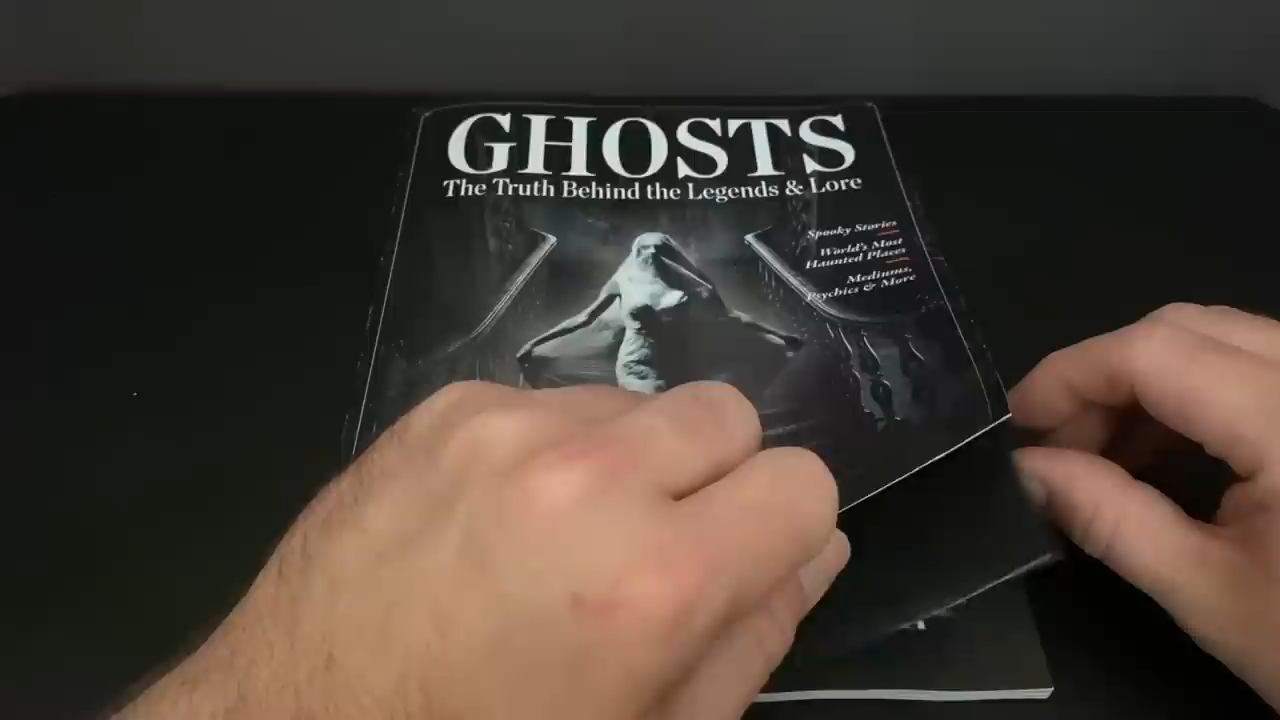 GHOSTS
The Truth Behind the Legends & Lore
Spooky Stories
World's Most
Haunted Places
Mediums,
Psychics & More